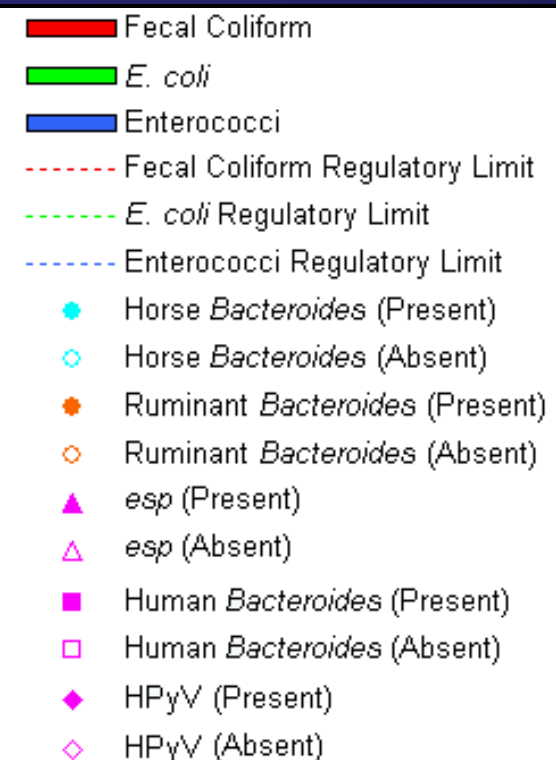 Fecal Coliform
E. coli
Enterococci
Fecal Coliform Regulatory Limit
E. coli Regulatory Limit
Enterococci Regulatory Limit
Horse Bacteroides (Present)
Horse Bacteroides (Absent)
Ruminant Bacteroides (Present)
Ruminant Bacteroides (Absent)
esp (Present)
esp (Absent)
Human Bacteroides (Present)
Human Bacteroides (Absent)
HPyV (Present)
HPyV (Absent)